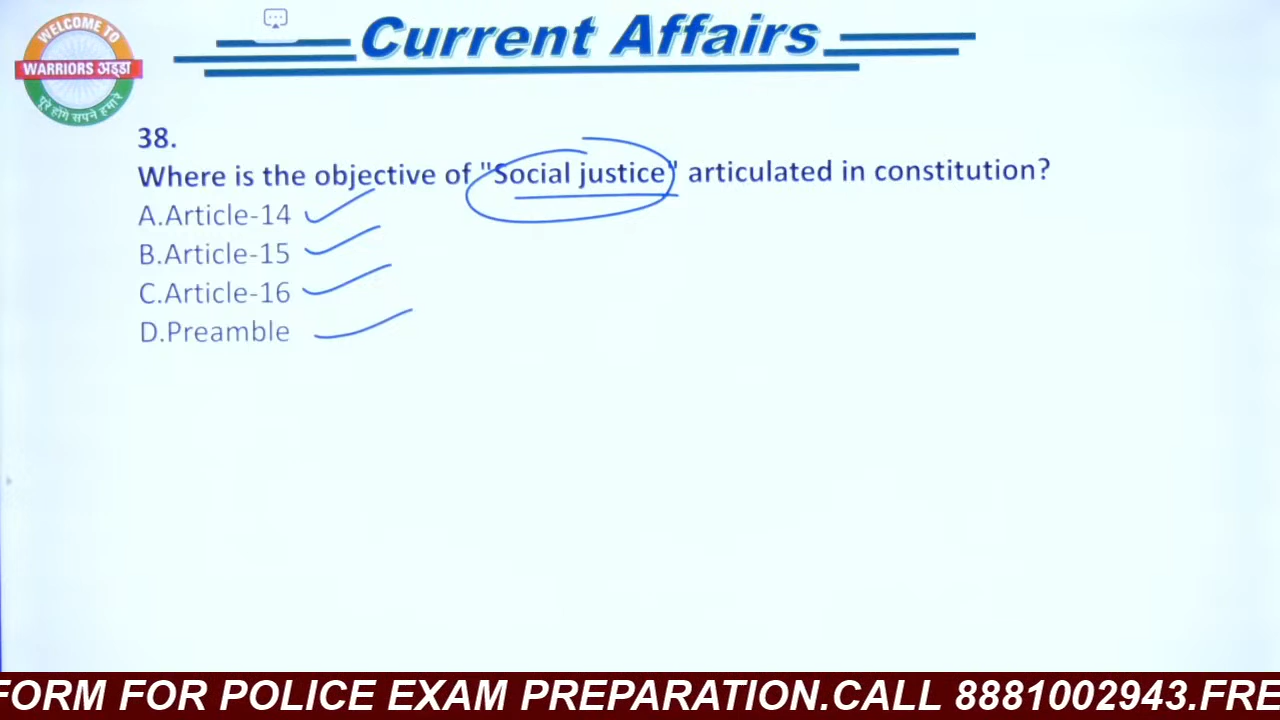 WELCOME TO
WARRIORS अड्डा
पूरे होंगे सपने हमारे
Current Affairs
38.
Where is the objective of "Social justice" articulated in constitution?
A.Article-14
B.Article-15
C.Article-16
D.Preamble
FORM FOR POLICE EXAM PREPARATION.CALL 8881002943.FRE